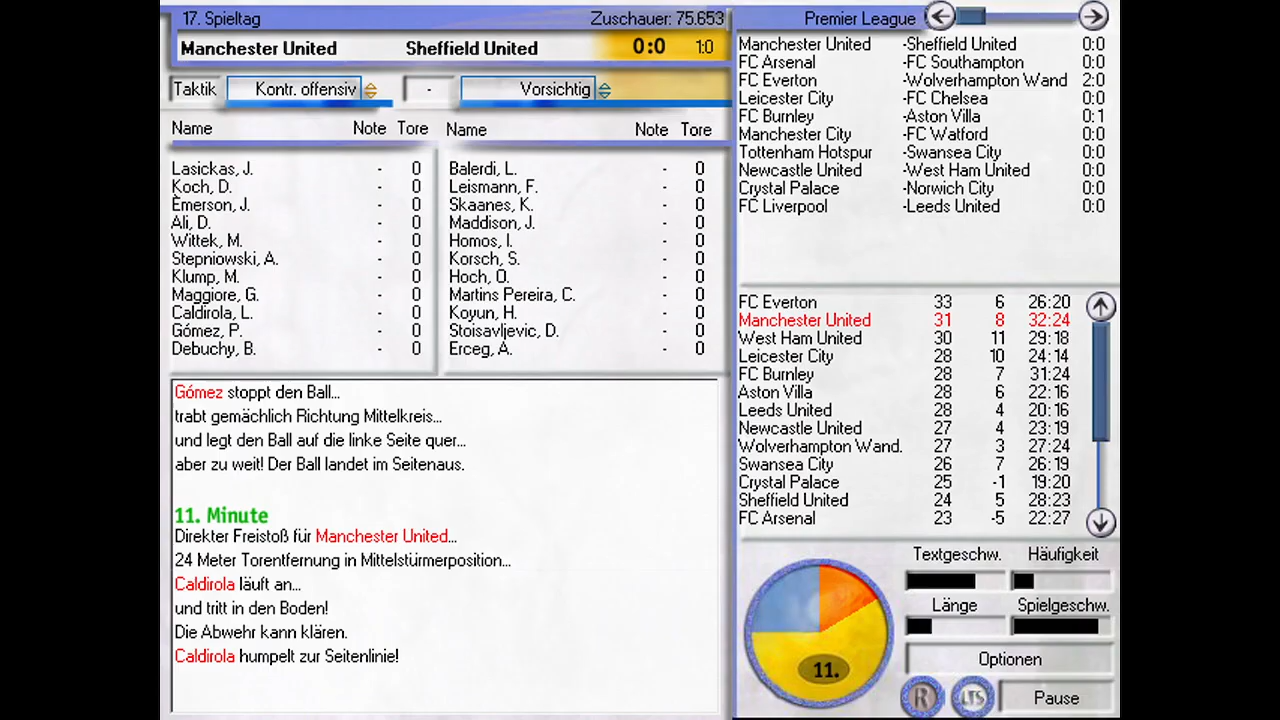 17. Spieltag Zuschauer: 75.653
Manchester United Sheffield United 0:0 1:0
Taktik Kontr. offensiv - Vorsichtig
Name Note Tore Name Note Tore
Lasickas, J. - 0 Balerdi, L. - 0
Koch, D. - 0 Leismann, F. - 0
Èmerson, J. - 0 Skaanes, K. - 0
Ali, D. - 0 Maddison, J. - 0
Wittek, M. - 0 Homos, I. - 0
Stepniowski, A. - 0 Korsch, S. - 0
Klump, M. - 0 Hoch, O. - 0
Maggiore, G. - 0 Martins Pereira, C. - 0
Caldirola, L. - 0 Koyun, H. - 0
Gómez, P. - 0 Stoisavljevic, D. - 0
Debuchy, B. - 0 Erceg, A. - 0
Gómez stoppt den Ball...
trabt gemächlich Richtung Mittelkreis...
und legt den Ball auf die linke Seite quer...
aber zu weit! Der Ball landet im Seitenaus.
11. Minute
Direkter Freistoß für Manchester United...
24 Meter Torentfernung in Mittelstürmerposition...
Caldirola läuft an...
und tritt in den Boden!
Die Abwehr kann klären.
Caldirola humpelt zur Seitenlinie!
Premier League
Manchester United -Sheffield United 0:0
FC Arsenal -FC Southampton 0:0
FC Everton -Wolverhampton Wand 2:0
Leicester City -FC Chelsea 0:0
FC Burnley -Aston Villa 0:1
Manchester City -FC Watford 0:0
Tottenham Hotspur -Swansea City 0:0
Newcastle United -West Ham United 0:0
Crystal Palace -Norwich City 0:0
FC Liverpool -Leeds United 0:0
FC Everton 33 6 26:20
Manchester United 31 8 32:24
West Ham United 30 11 29:18
Leicester City 28 10 24:14
FC Burnley 28 7 31:24
Aston Villa 28 6 22:16
Leeds United 28 4 20:16
Newcastle United 27 4 23:19
Wolverhampton Wand. 27 3 27:24
Swansea City 26 7 26:19
Crystal Palace 25 -1 19:20
Sheffield United 24 5 28:23
FC Arsenal 23 -5 22:27
Textgeschw. Häufigkeit
Länge Spielgeschw.
11.
Optionen
R LTS Pause